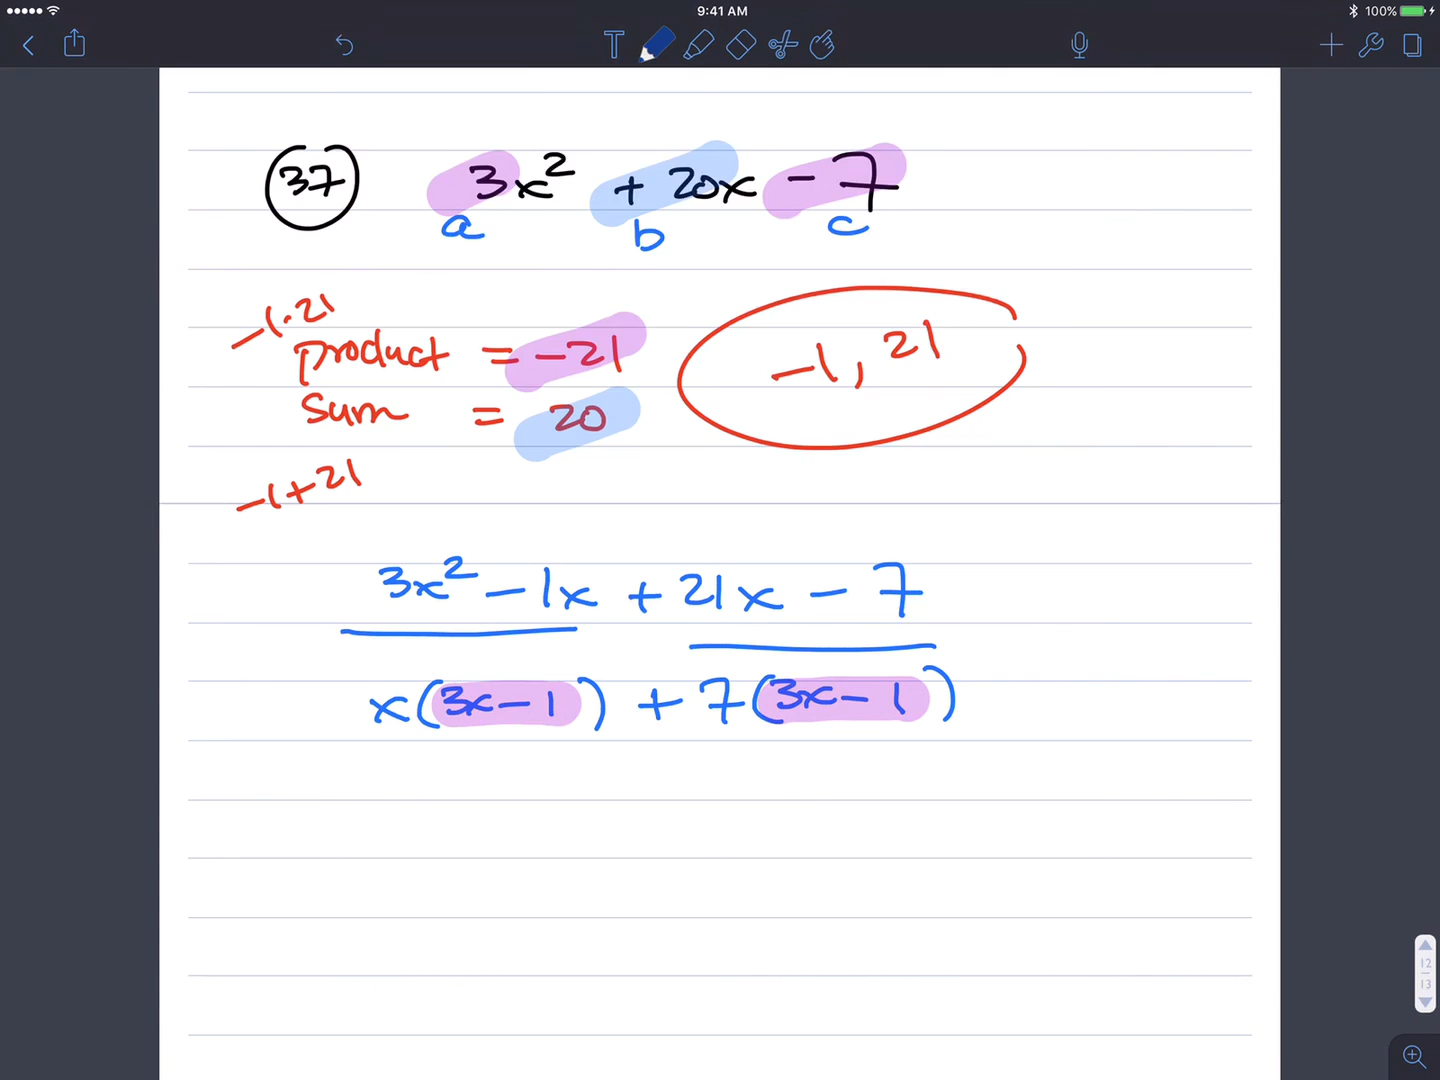 9:41 AM
100%
T
37 3x² + 20x - 7
a b c
-1·21
product = -21
-1, 21
Sum = 20
-1+21
3x² - 1x + 21x - 7
x(3x-1) + 7(3x-1)
12
13